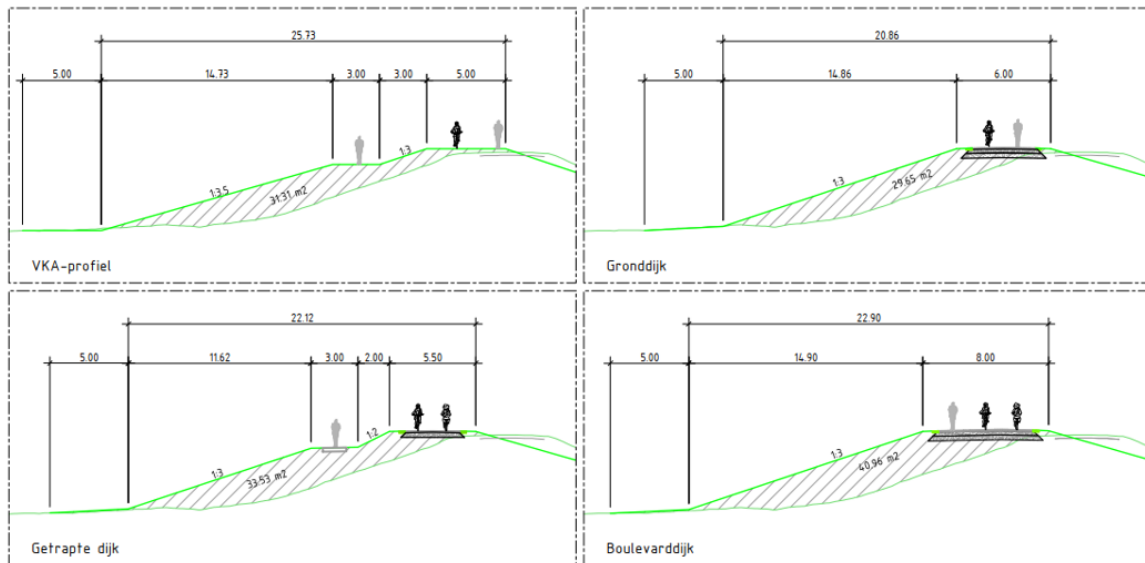 25.73
5.00 14.73 3.00 3.00 5.00
1:3
1:3.5
31.31 m2
VKA-profiel
20.86
5.00 14.86 6.00
1:3
29.65 m2
Gronddijk
22.12
5.00 11.62 3.00 2.00 5.50
1:2
1:3
33.53 m2
Getrapte dijk
22.90
5.00 14.90 8.00
1:3
40.96 m2
Boulevarddijk